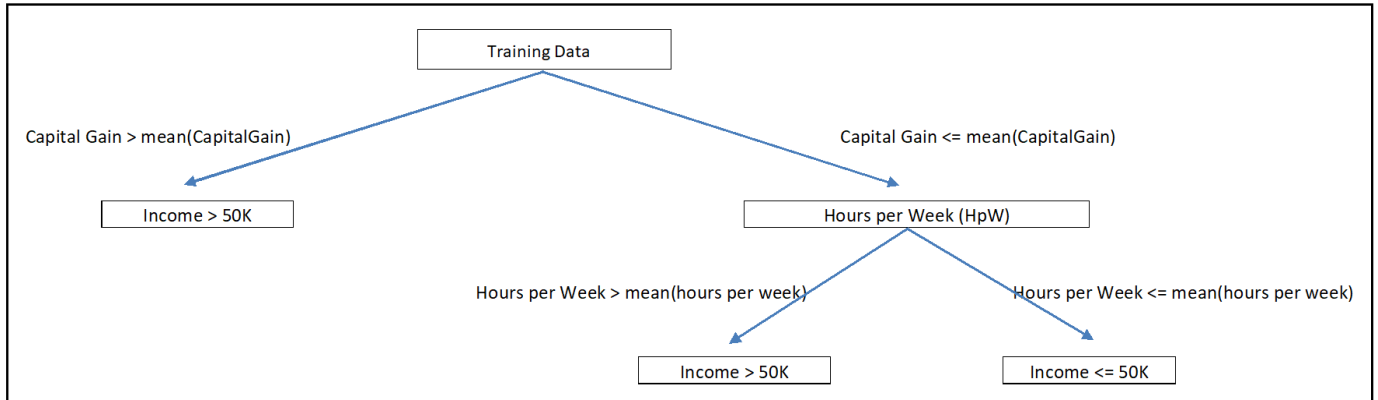 Training Data
Capital Gain > mean(CapitalGain)
Capital Gain <= mean(CapitalGain)
Income > 50K
Hours per Week (HpW)
Hours per Week > mean(hours per week)
Hours per Week <= mean(hours per week)
Income > 50K
Income <= 50K